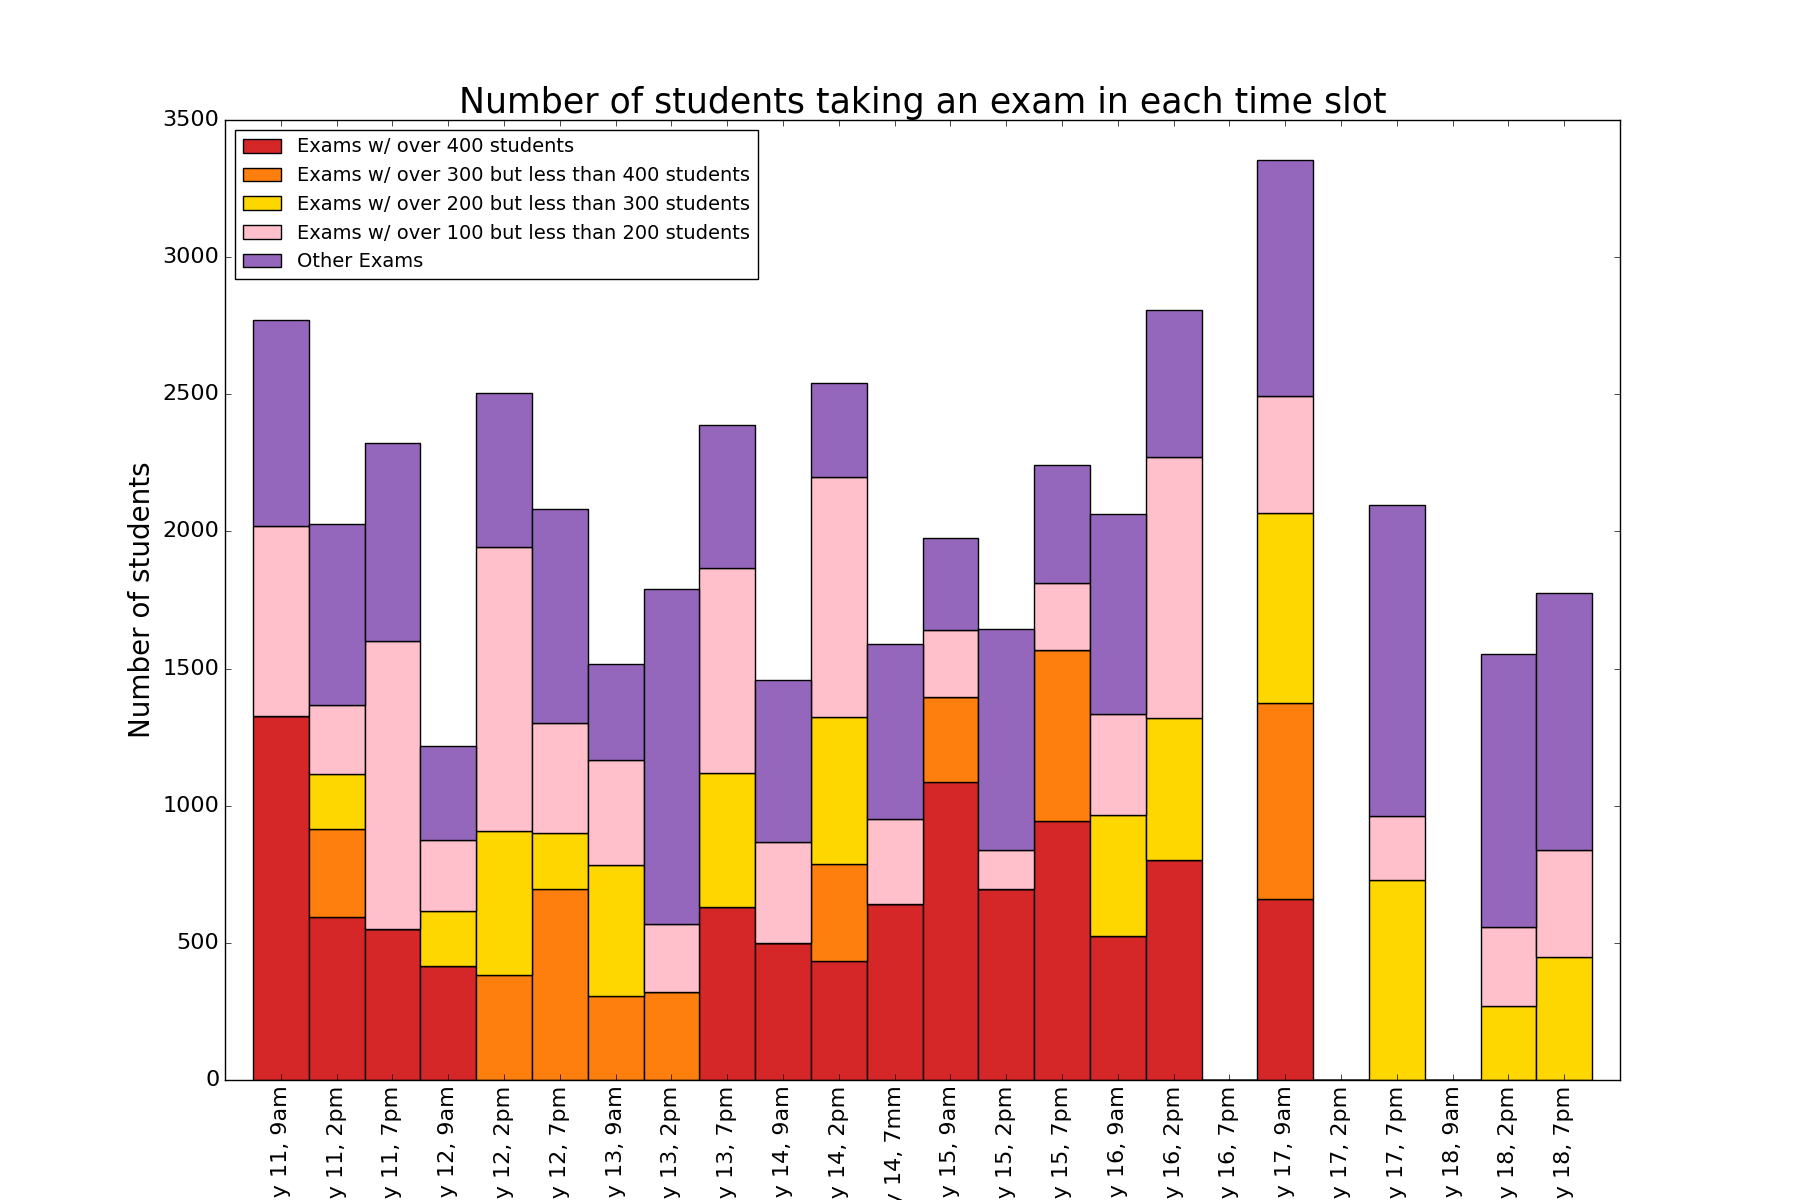 Number of students taking an exam in each time slot
3500
3000
2500
2000
1500
1000
500
0
Number of students
Exams w/ over 400 students
Exams w/ over 300 but less than 400 students
Exams w/ over 200 but less than 300 students
Exams w/ over 100 but less than 200 students
Other Exams
y 11, 9am
y 11, 2pm
y 11, 7pm
y 12, 9am
y 12, 2pm
y 12, 7pm
y 13, 9am
y 13, 2pm
y 13, 7pm
y 14, 9am
y 14, 2pm
y 14, 7mm
y 15, 9am
y 15, 2pm
y 15, 7pm
y 16, 9am
y 16, 2pm
y 16, 7pm
y 17, 9am
y 17, 2pm
y 17, 7pm
y 18, 9am
y 18, 2pm
y 18, 7pm